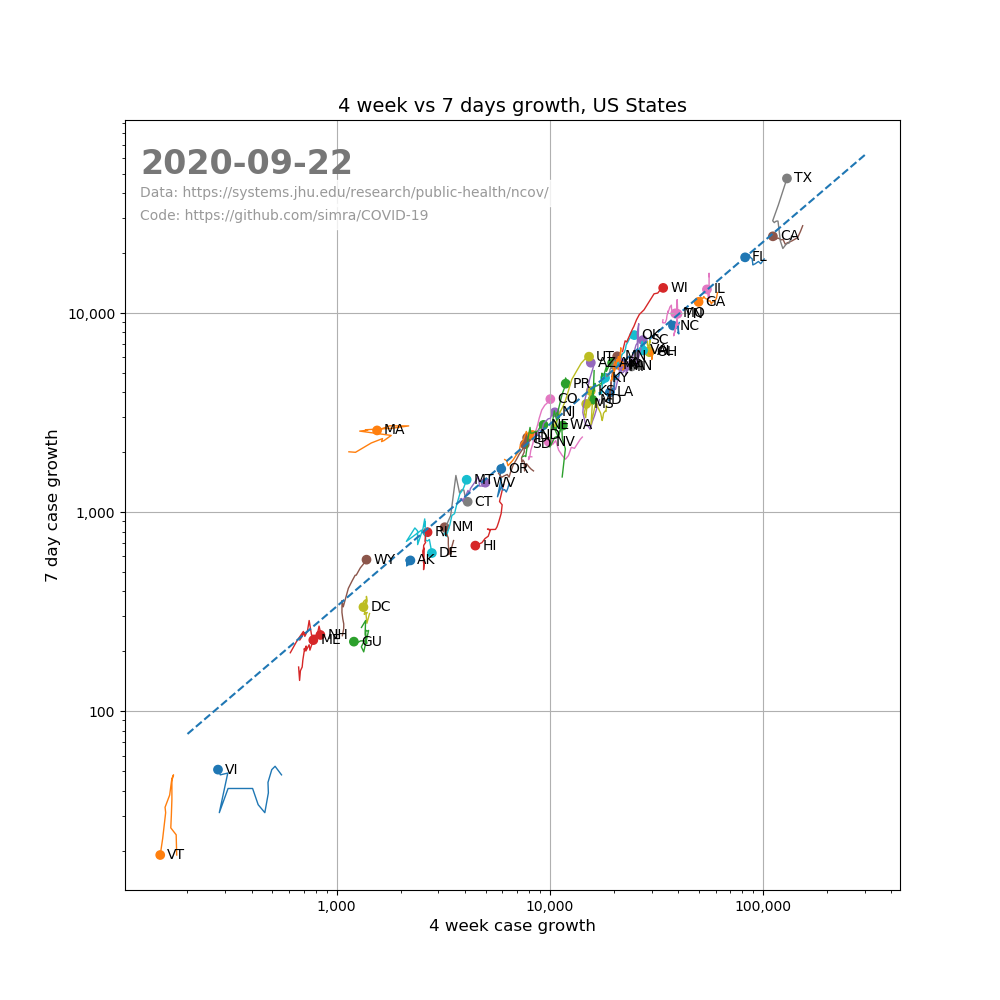 4 week vs 7 days growth, US States
2020-09-22
Data: https://systems.jhu.edu/research/public-health/ncov/
Code: https://github.com/simra/COVID-19
TX
CA
FL
WI
IL
GA
NC
OK
SC
UT
AZ
MN
KY
PR
KS
LA
MS
CO
NJ
NE
WA
ND
SD
NV
OR
MT
WV
CT
NM
RI
HI
DE
WY
AK
MA
DC
NH
ME
GU
VI
VT
10,000
1,000
100
7 day case growth
1,000
10,000
100,000
4 week case growth